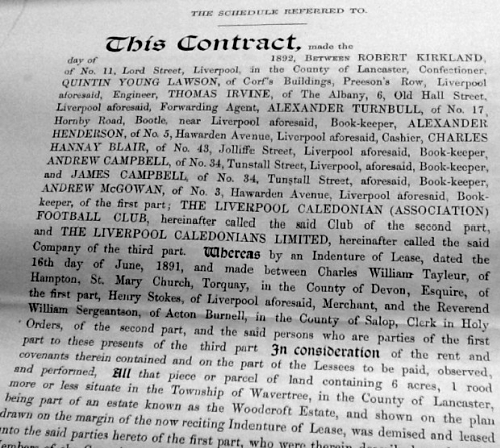 THE SCHEDULE REFERRED TO.
This Contract, made the
day of 1892, BETWEEN ROBERT KIRKLAND,
of No. 11, Lord Street, Liverpool, in the County of Lancaster, Confectioner,
QUINTIN YOUNG LAWSON, of Corf's Buildings, Preeson's Row, Liverpool
aforesaid, Engineer, THOMAS IRVINE, of The Albany, 6, Old Hall Street,
Liverpool aforesaid, Forwarding Agent, ALEXANDER TURNBULL, of No. 17,
Hornby Road, Bootle, near Liverpool aforesaid, Book-keeper, ALEXANDER
HENDERSON, of No. 5, Hawarden Avenue, Liverpool aforesaid, Cashier, CHARLES
HANNAY BLAIR, of No. 43, Jolliffe Street, Liverpool aforesaid, Book-keeper,
ANDREW CAMPBELL, of No. 34, Tunstall Street, Liverpool, aforesaid, Book-keeper,
and JAMES CAMPBELL, of No. 34, Tunstall Street, aforesaid, Book-keeper,
ANDREW McGOWAN, of No. 3, Hawarden Avenue, Liverpool aforesaid, Book-
keeper, of the first part; THE LIVERPOOL CALEDONIAN (ASSOCIATION)
FOOTBALL CLUB, hereinafter called the said Club of the second part,
and THE LIVERPOOL CALEDONIANS LIMITED, hereinafter called the said
Company of the third part. Whereas by an Indenture of Lease, dated the
16th day of June, 1891, and made between Charles William Tayleur, of
Hampton, St. Mary Church, Torquay, in the County of Devon, Esquire, of
the first part, Henry Stokes, of Liverpool aforesaid, Merchant, and the Reverend
William Sergeantson, of Acton Burnell, in the County of Salop, Clerk in Holy
Orders, of the second part, and the said persons who are parties of the first
part to these presents of the third part In consideration of the rent and
covenants therein contained and on the part of the Lessees to be paid, observed,
and performed, All that piece or parcel of land containing 6 acres, 1 rood
more or less situate in the Township of Wavertree, in the County of Lancaster,
being part of an estate known as the Woodcroft Estate, and shown on the plan
drawn on the margin of the now reciting Indenture of Lease, was demised and lease
unto the said parties hereto of the first part, who were therein